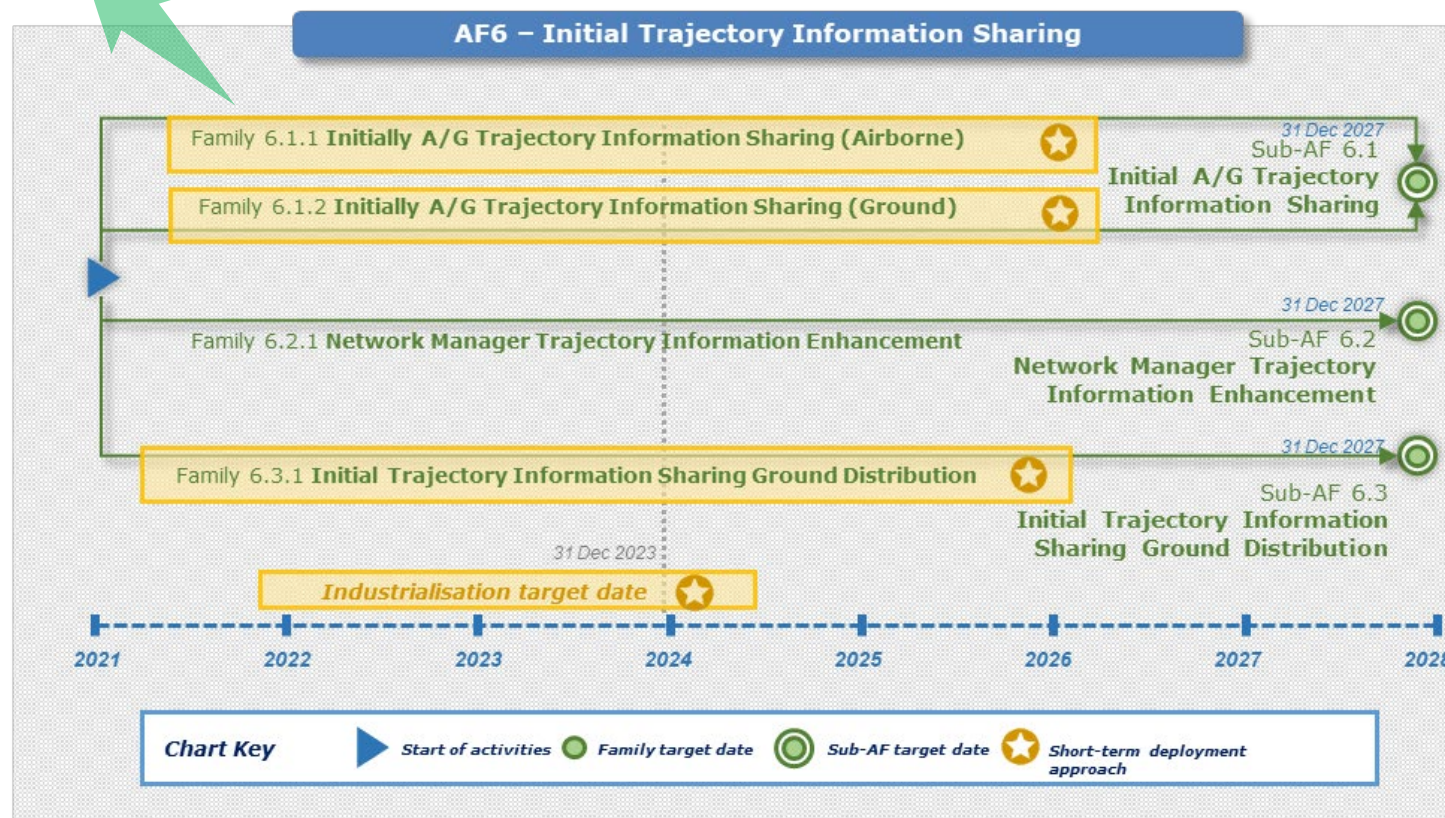 AF6 – Initial Trajectory Information Sharing
Family 6.1.1 Initially A/G Trajectory Information Sharing (Airborne)
31 Dec 2027
Sub-AF 6.1
Initial A/G Trajectory
Information Sharing
Family 6.1.2 Initially A/G Trajectory Information Sharing (Ground)
31 Dec 2027
Family 6.2.1 Network Manager Trajectory Information Enhancement
Sub-AF 6.2
Network Manager Trajectory
Information Enhancement
31 Dec 2027
Family 6.3.1 Initial Trajectory Information Sharing Ground Distribution
Sub-AF 6.3
Initial Trajectory Information
Sharing Ground Distribution
31 Dec 2023
Industrialisation target date
2021 2022 2023 2024 2025 2026 2027 2028
Chart Key
Start of activities
Family target date
Sub-AF target date
Short-term deployment
approach